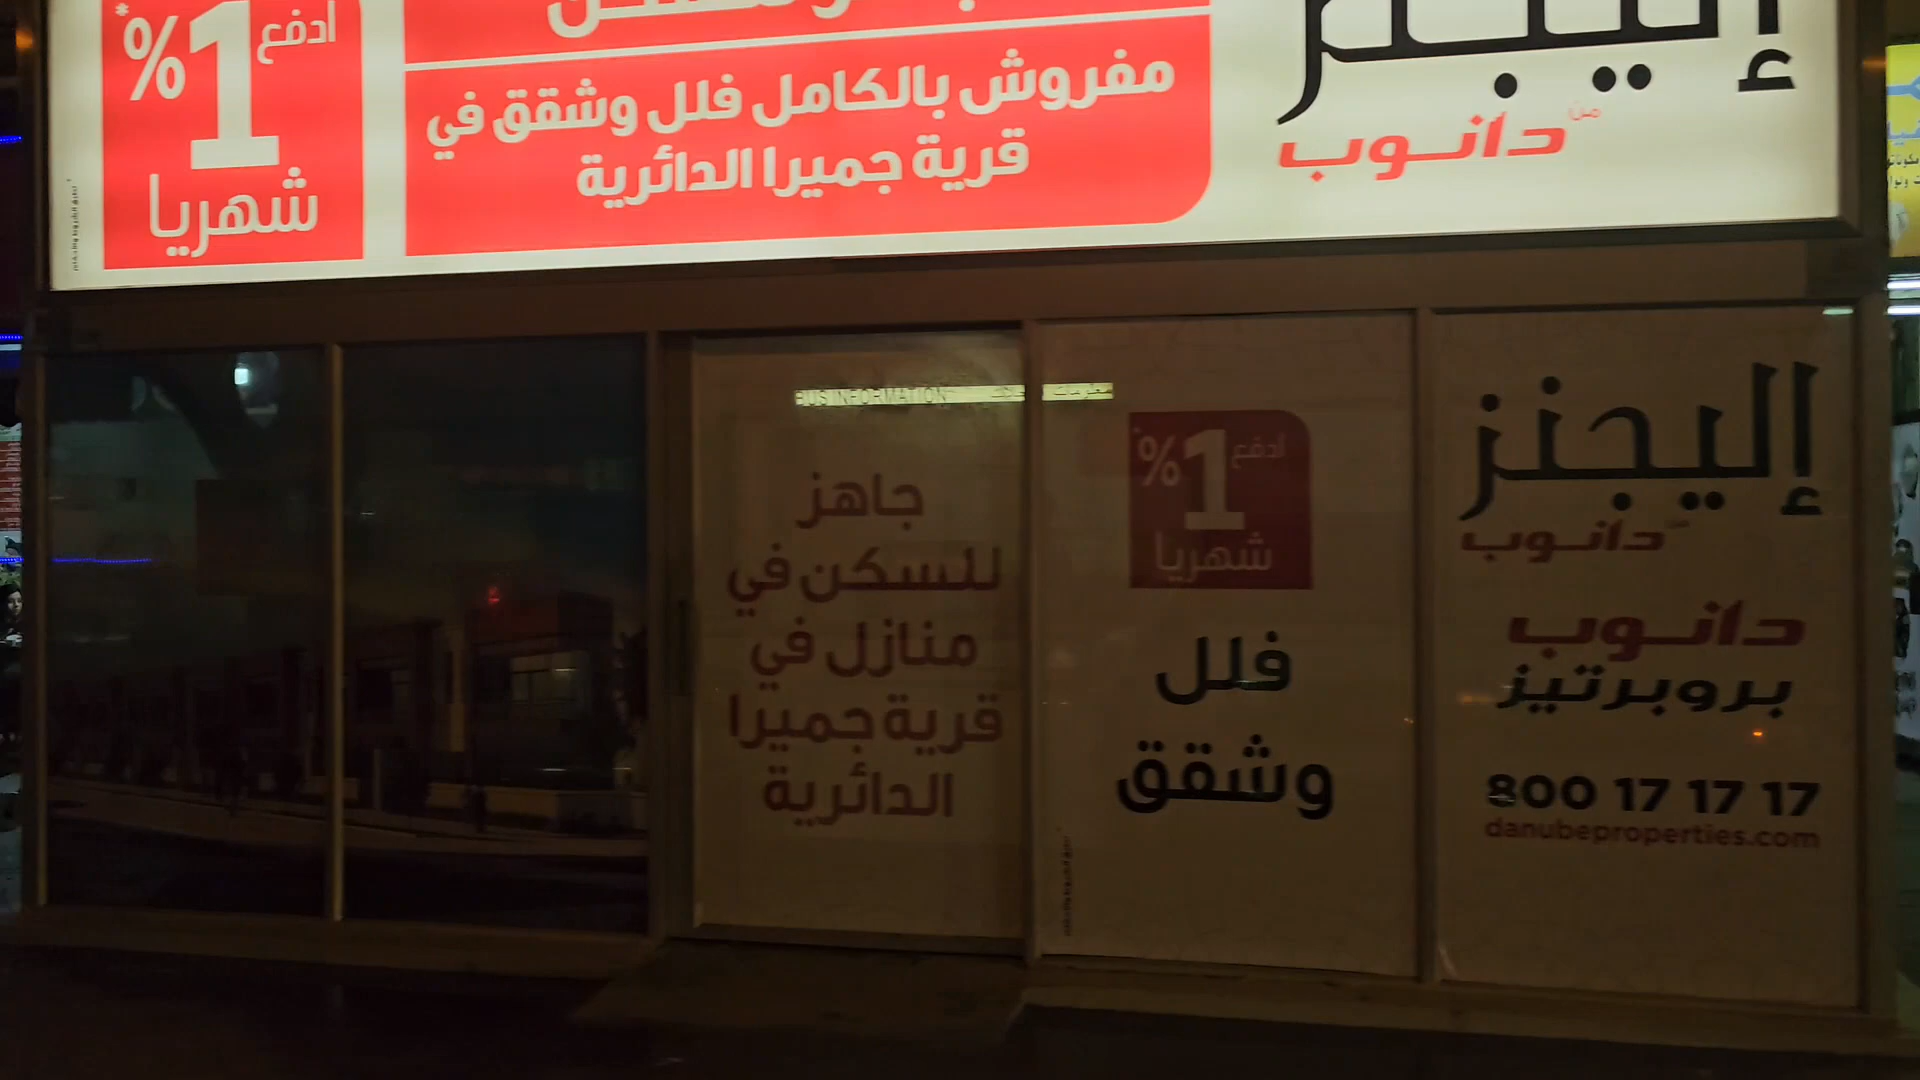 إليجنز
من دانوب
مفروش بالكامل فلل وشقق في
قرية جميرا الدائرية
ادفع
1%*
شهريا
BUS INFORMATION
إليجنز
من دانوب
دانوب
بروبرتيز
800 17 17 17
danubeproperties.com
ادفع
1%*
شهريا
فلل
وشقق
جاهز
للسكن في
منازل في
قرية جميرا
الدائرية